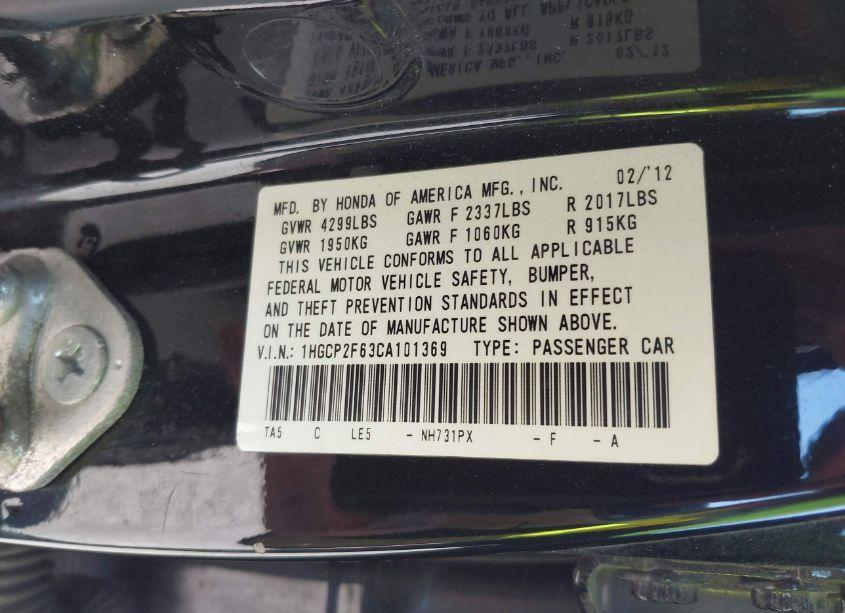 MFD. BY HONDA OF AMERICA MFG., INC. 02/'12
GVWR 4299LBS GAWR F 2337LBS R 2017LBS
GVWR 1950KG GAWR F 1060KG R 915KG
THIS VEHICLE CONFORMS TO ALL APPLICABLE
FEDERAL MOTOR VEHICLE SAFETY, BUMPER,
AND THEFT PREVENTION STANDARDS IN EFFECT
ON THE DATE OF MANUFACTURE SHOWN ABOVE.
V.I.N.: 1HGCP2F63CA101369 TYPE: PASSENGER CAR
TA5 C LE5 - NH731PX - F - A